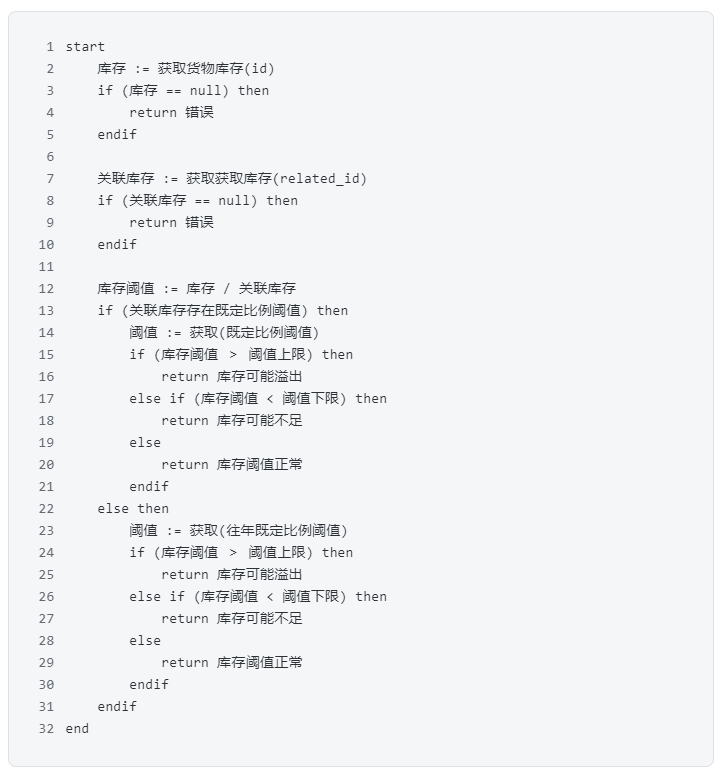 1 start
2     库存 := 获取货物库存(id)
3     if (库存 == null) then
4         return 错误
5     endif
6
7     关联库存 := 获取获取库存(related_id)
8     if (关联库存 == null) then
9         return 错误
10     endif
11
12     库存阈值 := 库存 / 关联库存
13     if (关联库存存在既定比例阈值) then
14         阈值 := 获取(既定比例阈值)
15         if (库存阈值 > 阈值上限) then
16             return 库存可能溢出
17         else if (库存阈值 < 阈值下限) then
18             return 库存可能不足
19         else
20             return 库存阈值正常
21         endif
22     else then
23         阈值 := 获取(往年既定比例阈值)
24         if (库存阈值 > 阈值上限) then
25             return 库存可能溢出
26         else if (库存阈值 < 阈值下限) then
27             return 库存可能不足
28         else
29             return 库存阈值正常
30         endif
31     endif
32 end